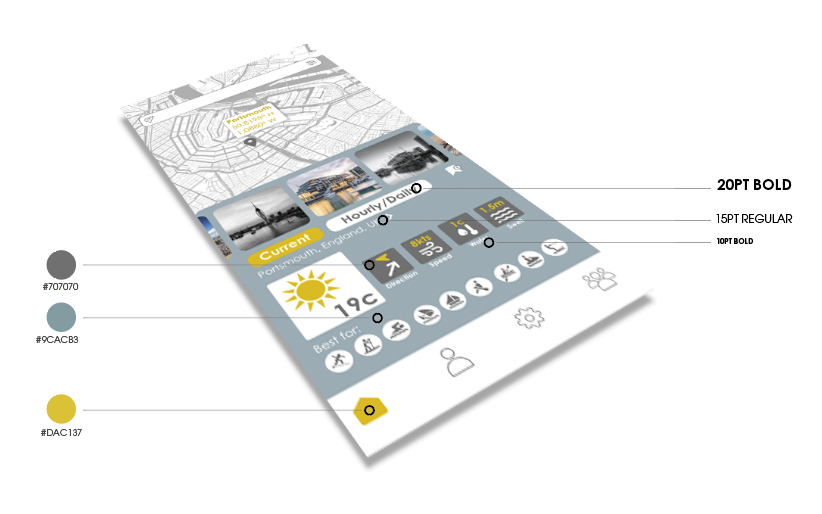 Portsmouth
50.8198° N
1.0880° W
Current
Hourly/Daily
Portsmouth, England, UK
19c
Direction
8kts
Speed
1c
Swell
1.5m
Best for:
20PT BOLD
15PT REGULAR
10PT BOLD
#707070
#9CACB3
#DAC137